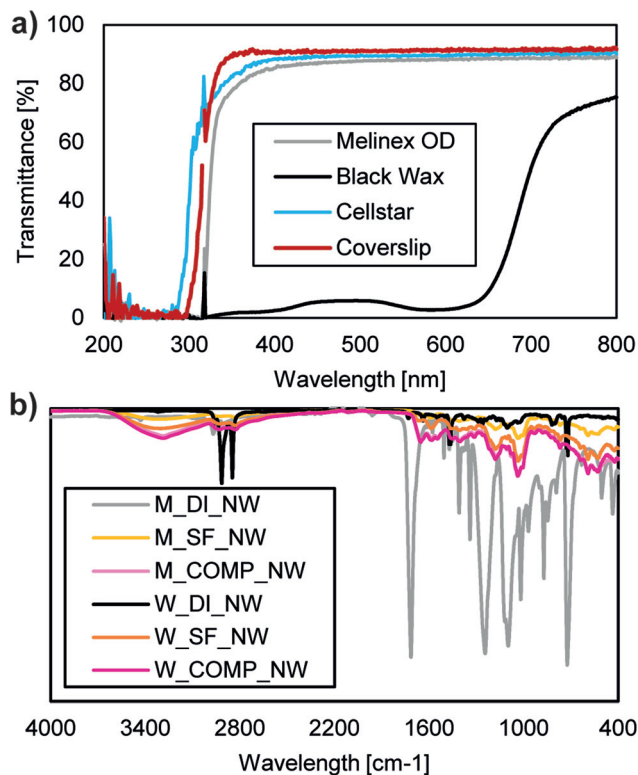 a)
100
80
60
40
20
0
Transmittance [%]
Melinex OD
Black Wax
Cellstar
Coverslip
200 300 400 500 600 700 800
Wavelength [nm]
b)
M_DI_NW
M_SF_NW
M_COMP_NW
W_DI_NW
W_SF_NW
W_COMP_NW
4000 3400 2800 2200 1600 1000 400
Wavelength [cm-1]